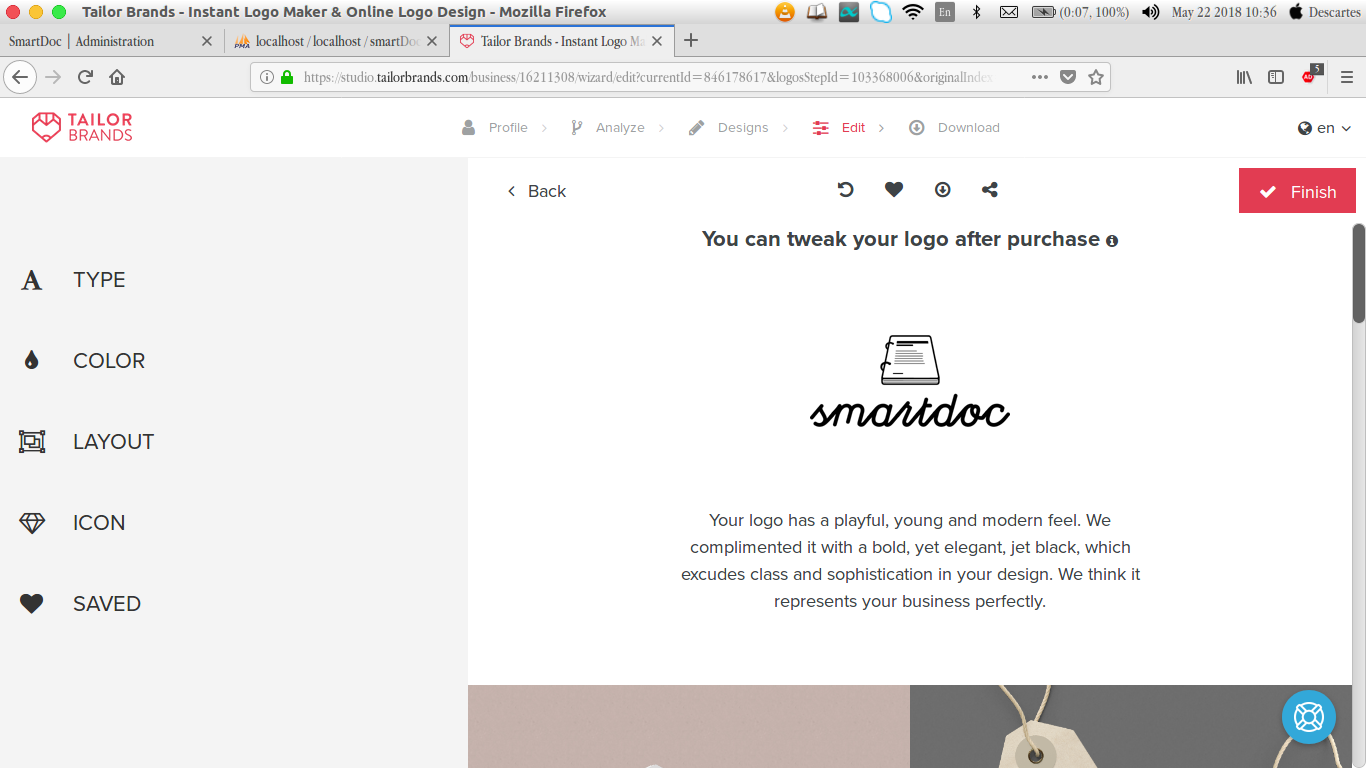 Tailor Brands - Instant Logo Maker & Online Logo Design - Mozilla Firefox
En
(0:07, 100%)
May 22 2018 10:36
Descartes
SmartDoc | Administration
PMA
localhost / localhost / smartDoc
Tailor Brands - Instant Logo Ma
https://studio.tailorbrands.com/business/16211308/wizard/edit?currentId=846178617&logosStepId=103368006&originalIndex
5
TAILOR
BRANDS
Profile
Analyze
Designs
Edit
Download
en
Back
Finish
You can tweak your logo after purchase
TYPE
COLOR
LAYOUT
ICON
SAVED
smartdoc
Your logo has a playful, young and modern feel. We
complimented it with a bold, yet elegant, jet black, which
excudes class and sophistication in your design. We think it
represents your business perfectly.